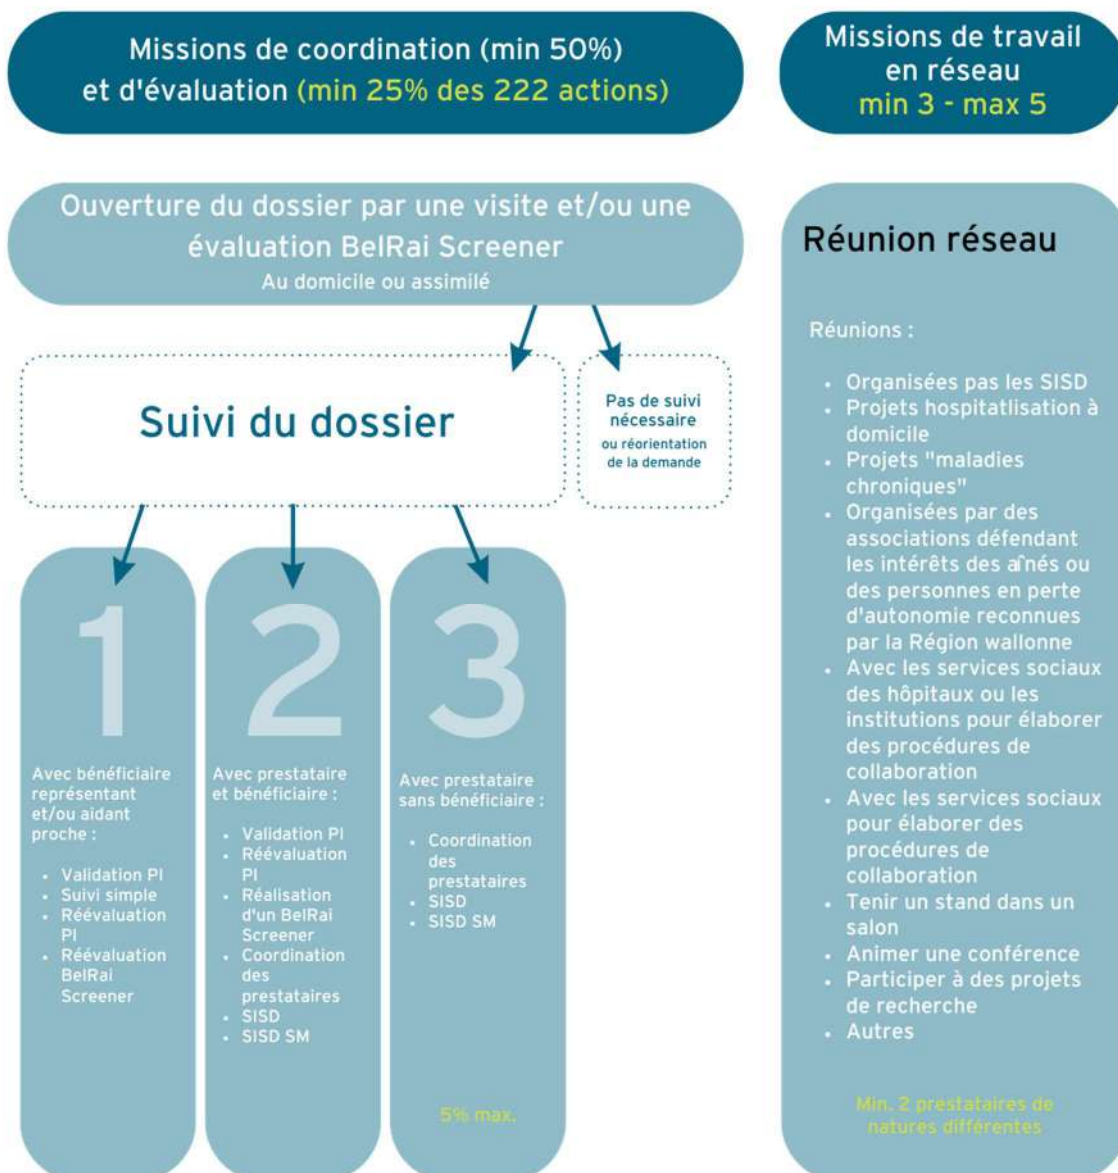 Missions de coordination (min 50%)
et d'évaluation (min 25% des 222 actions)
Missions de travail
en réseau
min 3 - max 5
Ouverture du dossier par une visite et/ou une
évaluation BelRai Screener
Au domicile ou assimilé
Suivi du dossier
Pas de suivi
nécessaire
ou réorientation
de la demande
1
Avec bénéficiaire
représentant
et/ou aidant
proche :
• Validation PI
• Suivi simple
• Réévaluation
PI
• Réévaluation
BelRai
Screener
2
Avec prestataire
et bénéficiaire :
• Validation PI
• Réévaluation
PI
• Réalisation
d'un BelRai
Screener
• Coordination
des
prestataires
• SISD
• SISD SM
3
Avec prestataire
sans bénéficiaire :
• Coordination
des
prestataires
• SISD
• SISD SM
5% max.
Réunion réseau
Réunions :
• Organisées pas les SISD
• Projets hospitatlisation à
domicile
• Projets "maladies
chroniques"
• Organisées par des
associations défendant
les intérêts des aînés ou
des personnes en perte
d'autonomie reconnues
par la Région wallonne
• Avec les services sociaux
des hôpitaux ou les
institutions pour élaborer
des procédures de
collaboration
• Avec les services sociaux
pour élaborer des
procédures de
collaboration
• Tenir un stand dans un
salon
• Animer une conférence
• Participer à des projets
de recherche
• Autres
Min. 2 prestataires de
natures différentes